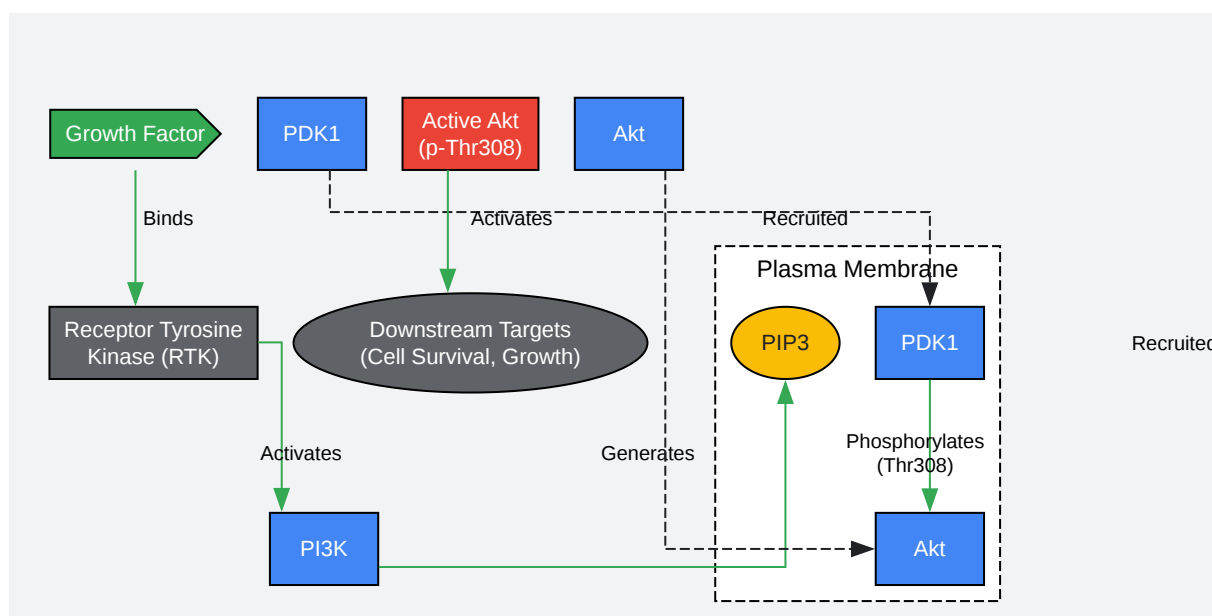 Growth Factor
PDK1
Active Akt
(p-Thr308)
Akt
Binds
Activates
Recruited
Plasma Membrane
Receptor Tyrosine
Kinase (RTK)
Downstream Targets
(Cell Survival, Growth)
PIP3
PDK1
Recruited
Activates
Generates
Phosphorylates
(Thr308)
PI3K
Akt